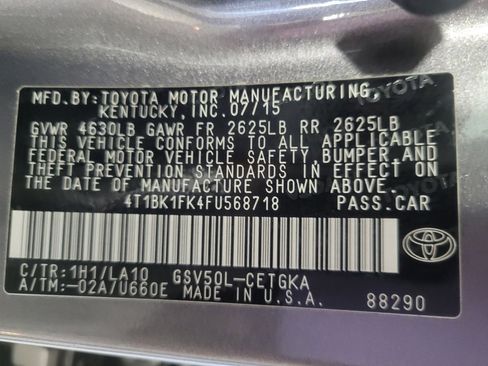 MFD. BY: TOYOTA MOTOR MANUFACTURING,
KENTUCKY, INC. 07/15
GVWR 4630LB GAWR FR 2625LB RR 2625LB
THIS VEHICLE CONFORMS TO ALL APPLICABLE
FEDERAL MOTOR VEHICLE SAFETY, BUMPER, AND
THEFT PREVENTION STANDARDS IN EFFECT ON
THE DATE OF MANUFACTURE SHOWN ABOVE.
4T1BK1FK4FU568718 PASS.CAR
C/TR: 1H1/LA10 GSV50L-CETGKA
A/TM: -02A/U660E MADE IN U.S.A. 88290